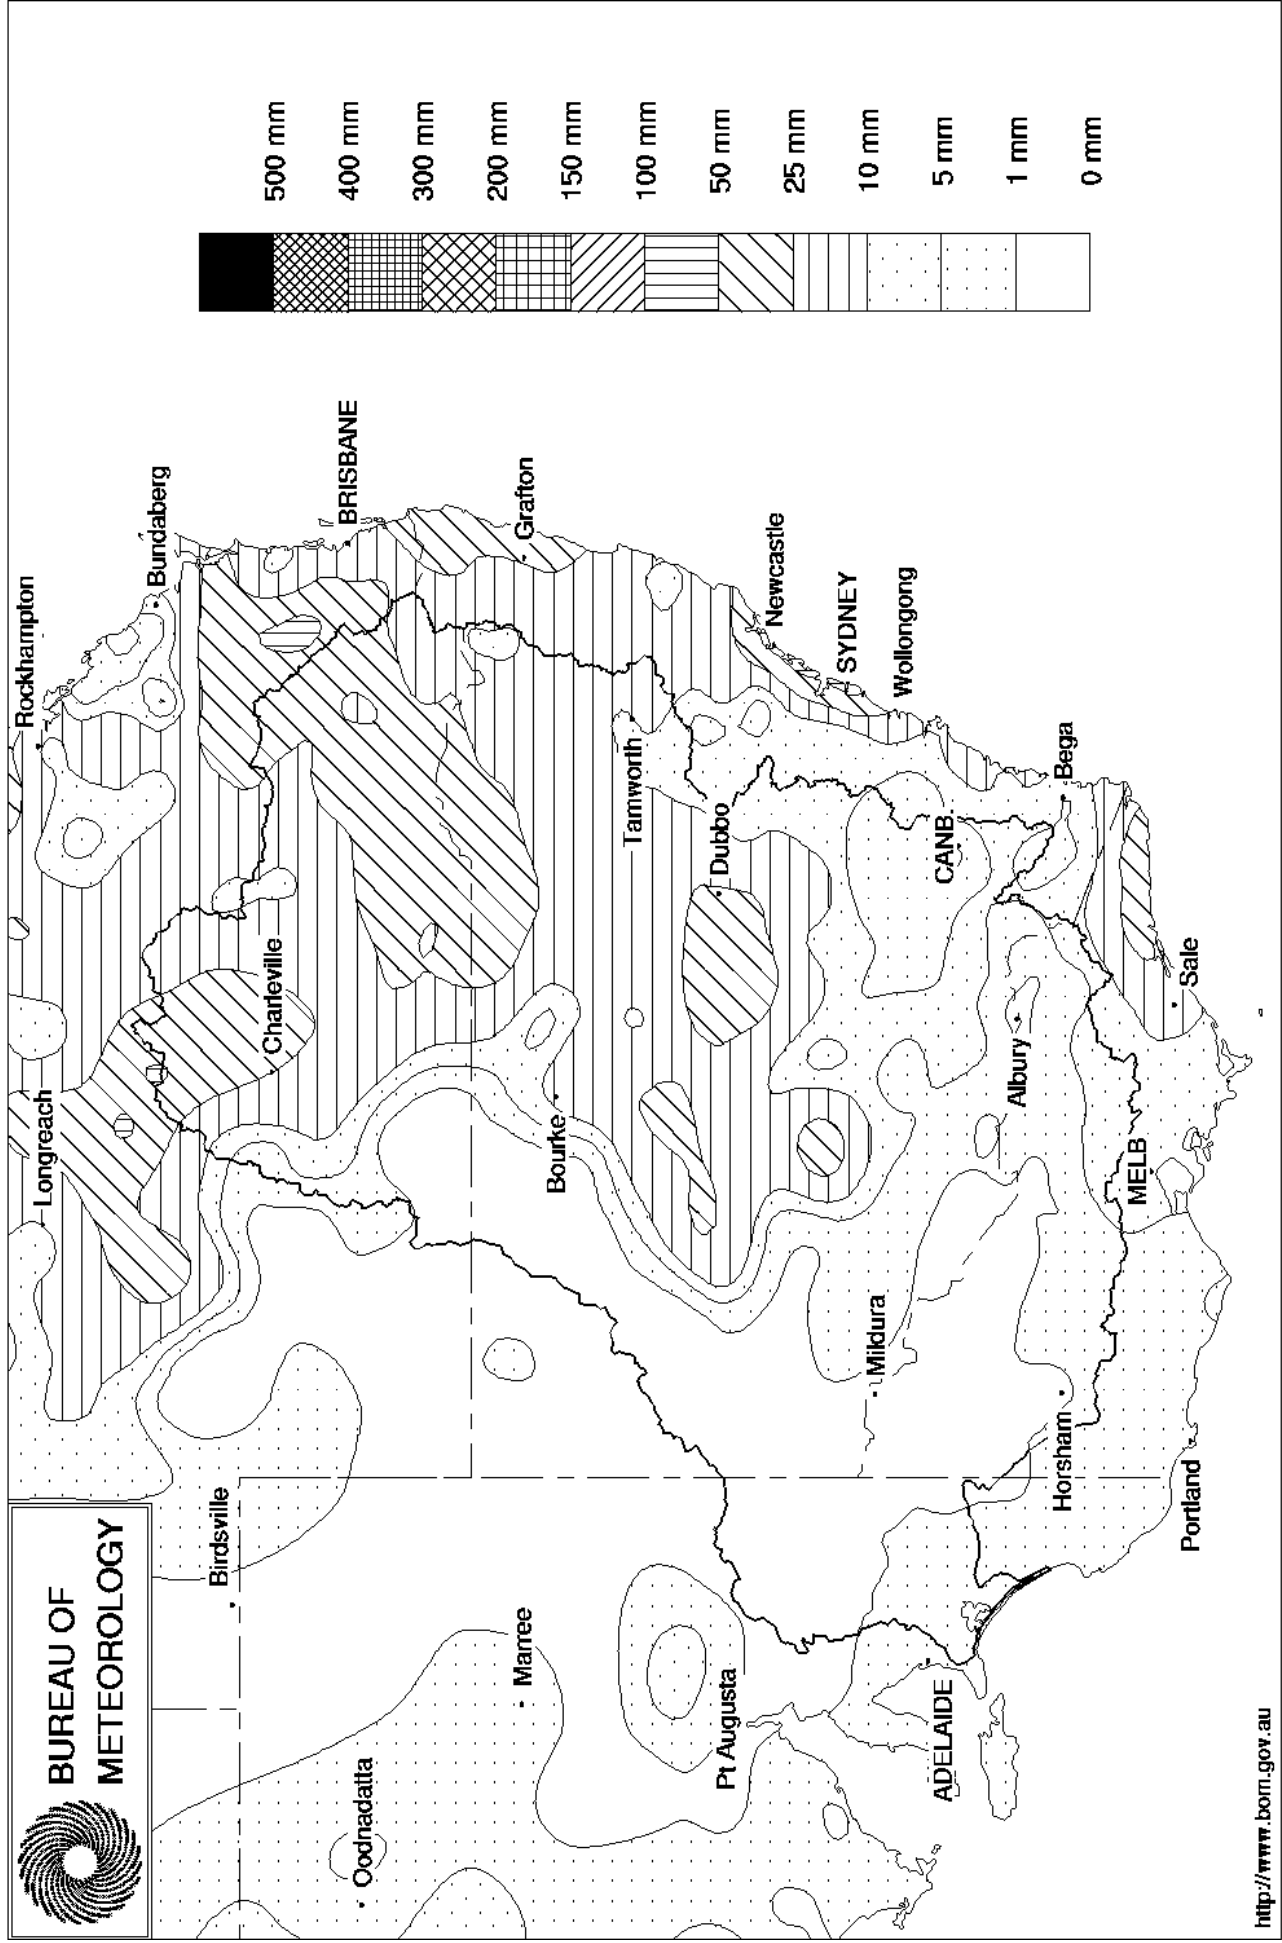 BUREAU OF
METEOROLOGY
Rockhampton
Bundaberg
Longreach
BRISBANE
Charleville
Birdsville
Grafton
Oodnadatta
Bourke
Marree
Tamworth
Newcastle
Dubbo
SYDNEY
Pt Augusta
Wollongong
Mildura
CANB.
ADELAIDE
Albury
Bega
Horsham
MELB
Sale
Portland
500 mm
400 mm
300 mm
200 mm
150 mm
100 mm
50 mm
25 mm
10 mm
5 mm
1 mm
0 mm
http://www.bom.gov.au